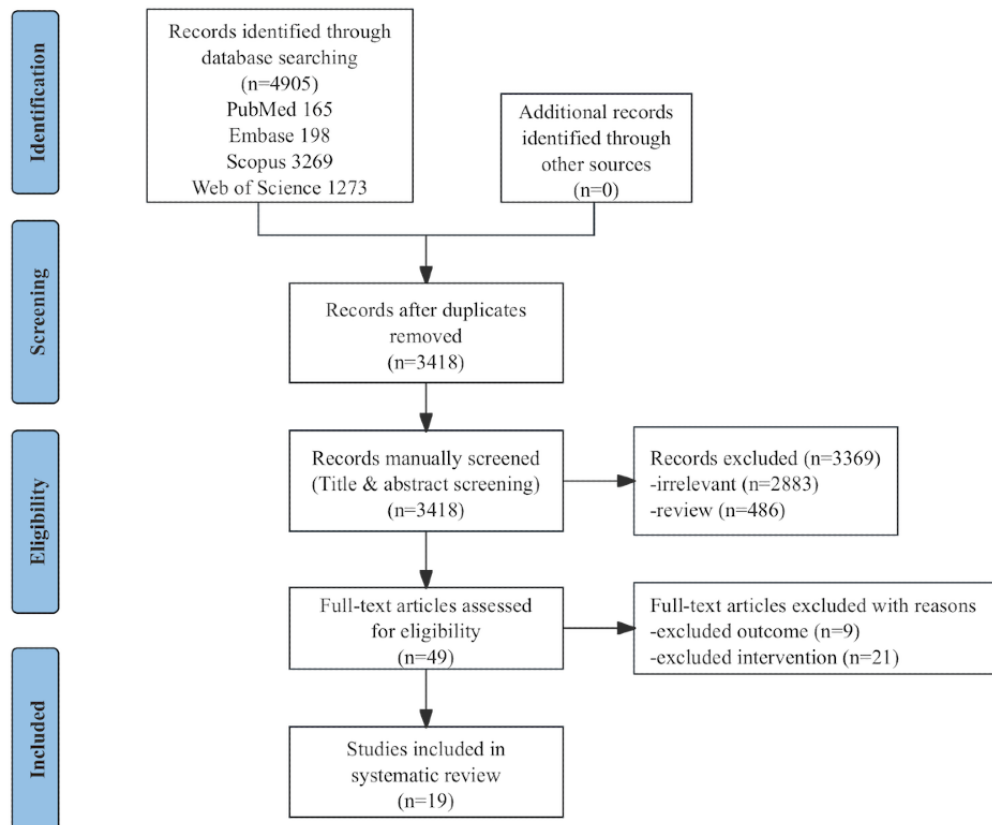 Identification
Records identified through
database searching
(n=4905)
PubMed 165
Embase 198
Scopus 3269
Web of Science 1273
Additional records
identified through
other sources
(n=0)
Screening
Records after duplicates
removed
(n=3418)
Eligibility
Records manually screened
(Title & abstract screening)
(n=3418)
Records excluded (n=3369)
-irrelevant (n=2883)
-review (n=486)
Full-text articles assessed
for eligibility
(n=49)
Full-text articles excluded with reasons
-excluded outcome (n=9)
-excluded intervention (n=21)
Included
Studies included in
systematic review
(n=19)